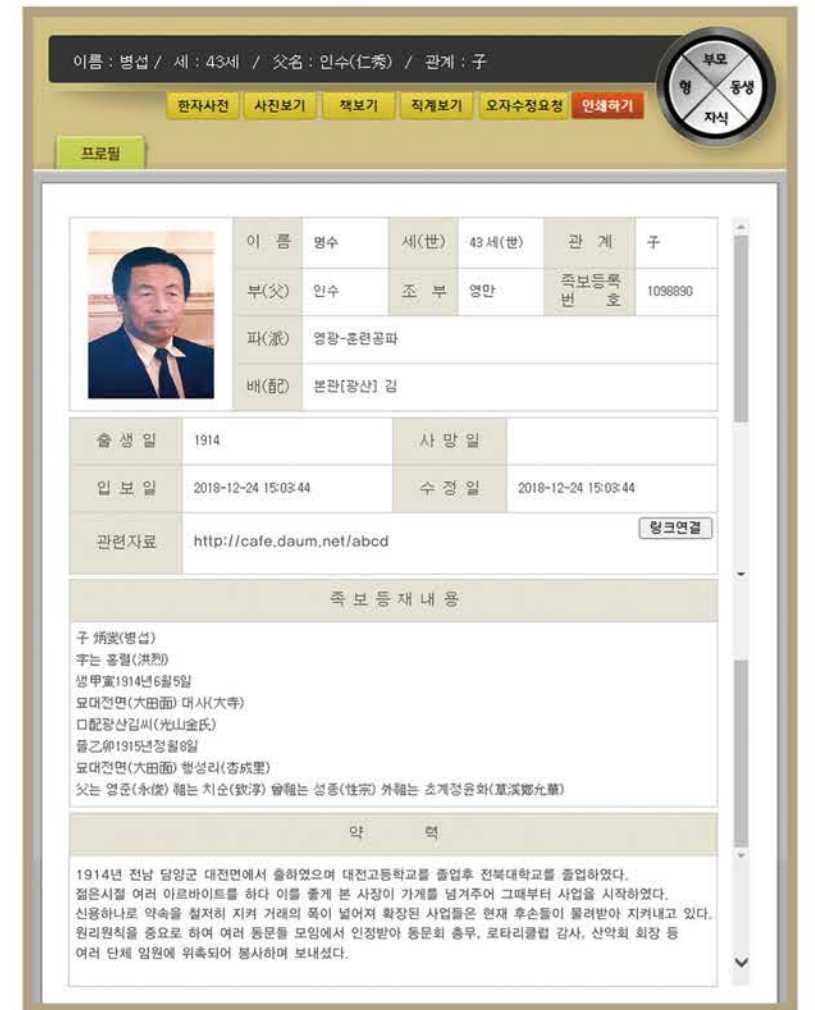 이름 : 병섭 / 세 : 43세 / 父名 : 인수(仁秀) / 관계 : 子
부모
형
동생
자식
한자사전 사진보기 책보기 직계보기 오자수정요청 인쇄하기
프로필
이 름 명수 세(世) 43세(世) 관 계 子
부(父) 인수 조 부 영만 족보등록번 호 1098890
파(派) 영광-훈련공파
배(配) 본관[광산] 김
출 생 일 1914 사 망 일
입 보 일 2018-12-24 15:03:44 수 정 일 2018-12-24 15:03:44
관련자료 http://cafe.daum.net/abcd 링크연결
족 보 등 재 내 용
子 炳燮(병섭)
字는 홍렬(洪烈)
생甲寅1914년6월5일
묘대전면(大田面) 대사(大寺)
口配광산김씨(光山金氏)
乙卯1915년정월8일
묘대전면(大田面) 행성리(杏成里)
父는 영준(永俊) 祖는 치순(致淳) 曾祖는 성종(性宗) 外祖는 초계정윤화(草溪鄭允華)
약 력
1914년 전남 담양군 대전면에서 출하였으며 대전고등학교를 졸업후 전북대학교를 졸업하였다.
젊은시절 여러 아르바이트를 하다 이를 좋게 본 사장이 가게를 넘겨주어 그때부터 사업을 시작하였다.
신용하나로 약속을 철저히 지켜 거래의 폭이 넓어져 확장된 사업들은 현재 후손들이 물려받아 지켜내고 있다.
원리원칙을 중요로 하여 여러 동문들 모임에서 인정받아 동문회 총무, 로타리클럽 감사, 산악회 회장 등
여러 단체 임원에 위촉되어 봉사하며 보내셨다.